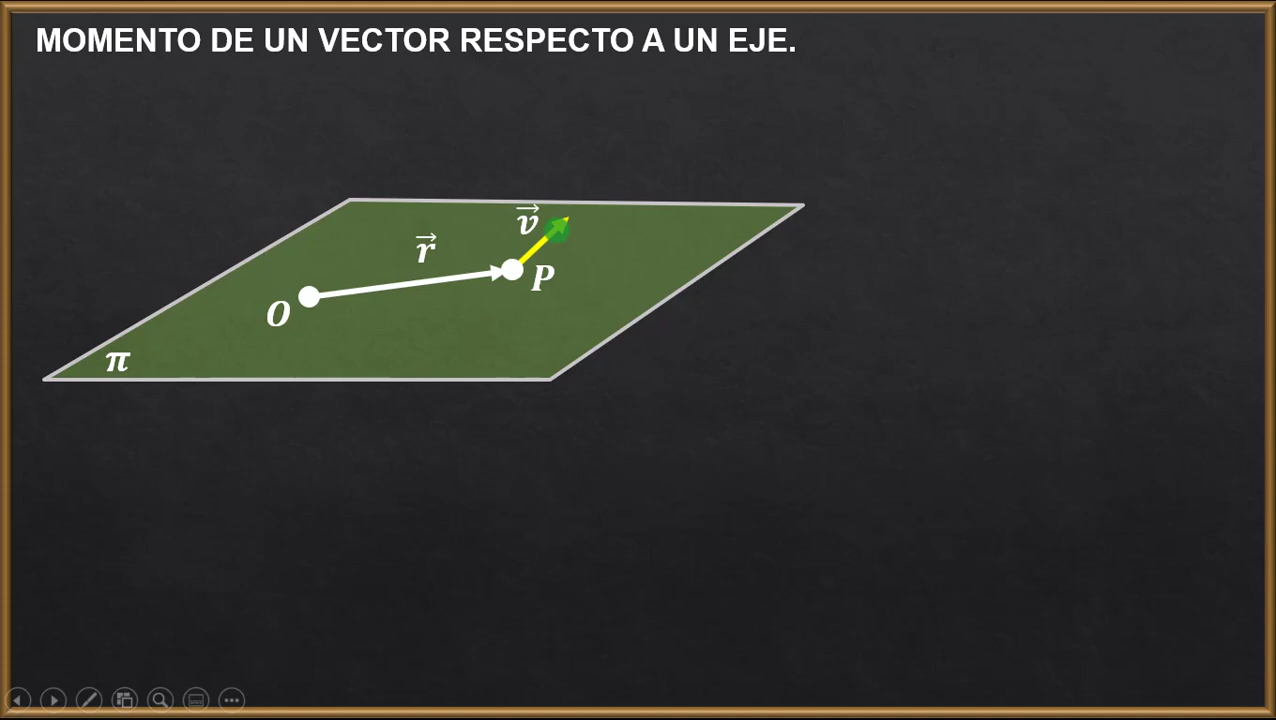 MOMENTO DE UN VECTOR RESPECTO A UN EJE.
v⃗
r⃗
P
O
π